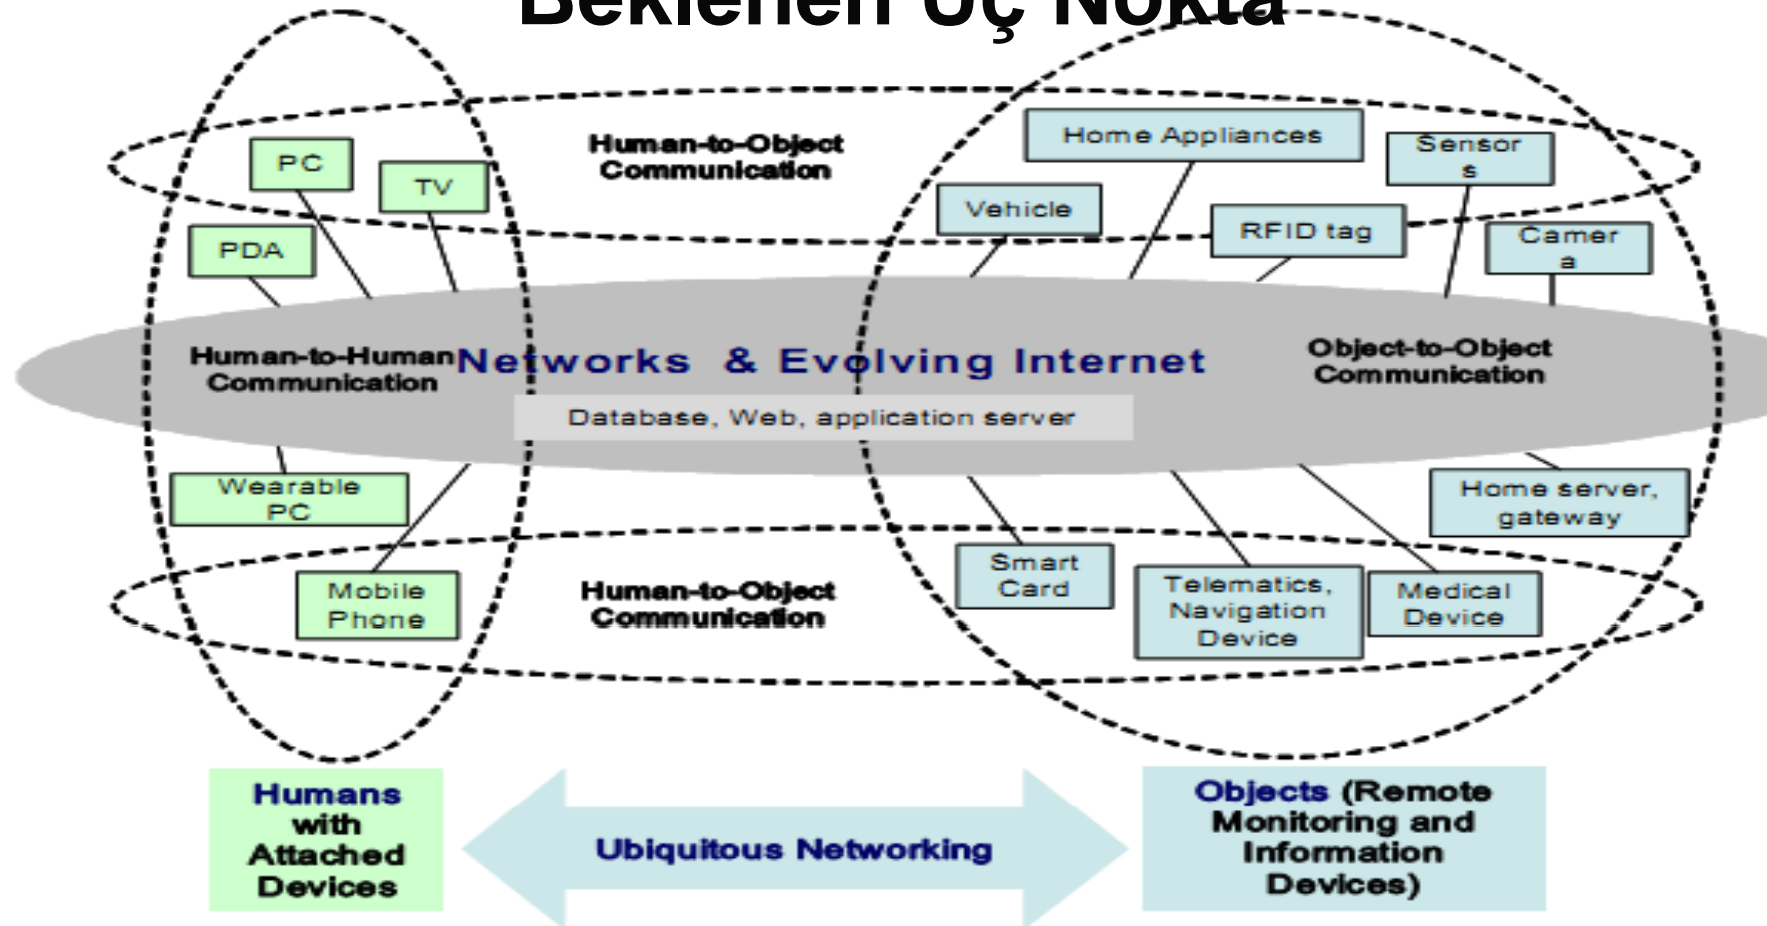 Beklenen Uç Nokta
Human-to-Object
Communication
PC
TV
PDA
Home Appliances
Sensor
s
Vehicle
RFID tag
Camer
a
Human-to-Human
Communication
Networks & Evolving Internet
Object-to-Object
Communication
Database, Web, application server
Wearable
PC
Mobile
Phone
Human-to-Object
Communication
Smart
Card
Telematics,
Navigation
Device
Medical
Device
Home server,
gateway
Humans
with
Attached
Devices
Ubiquitous Networking
Objects (Remote
Monitoring and
Information
Devices)